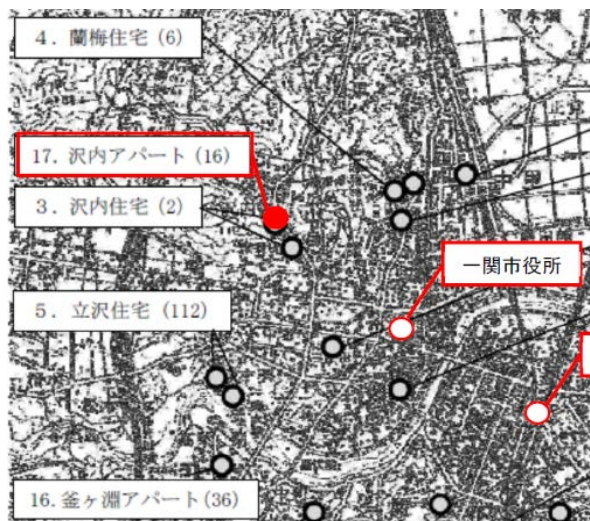 4．蘭梅住宅 (6)
17. 沢内アパート (16)
3．沢内住宅 (2)
一関市役所
5．立沢住宅 (112)
16. 釜ヶ淵アパート (36)